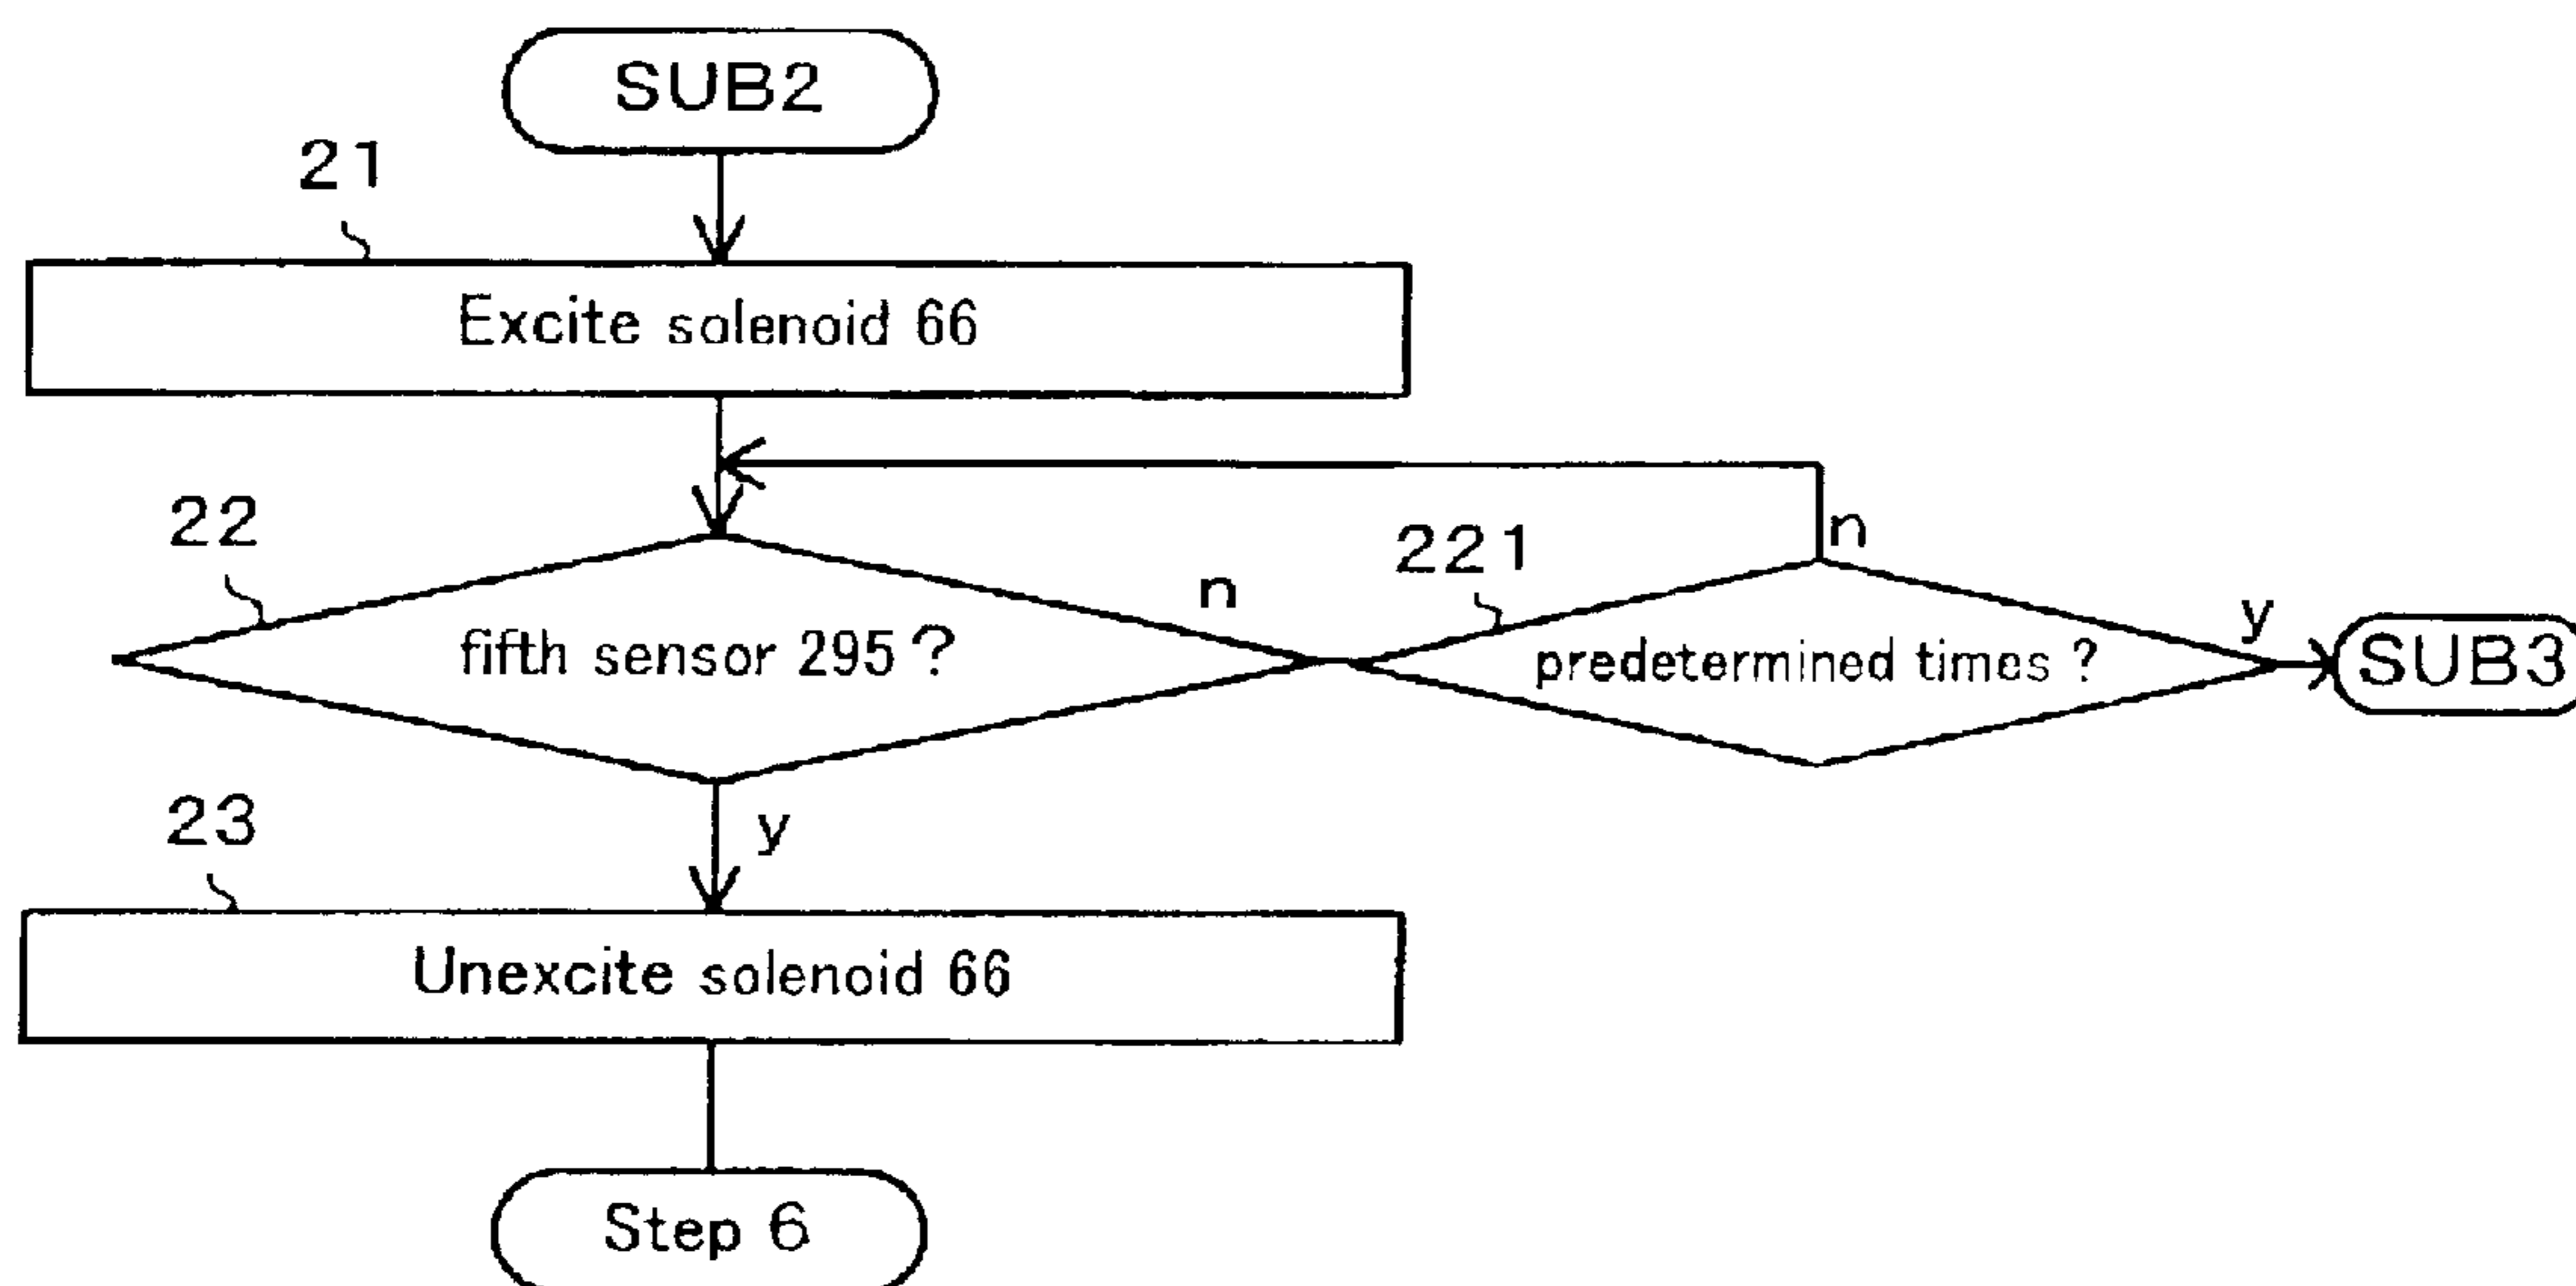 SUB2
21
Excite solenoid 66
22
fifth sensor 295?
n
221
n
predetermined times?
y
SUB3
y
23
Unexcite solenoid 66
Step 6